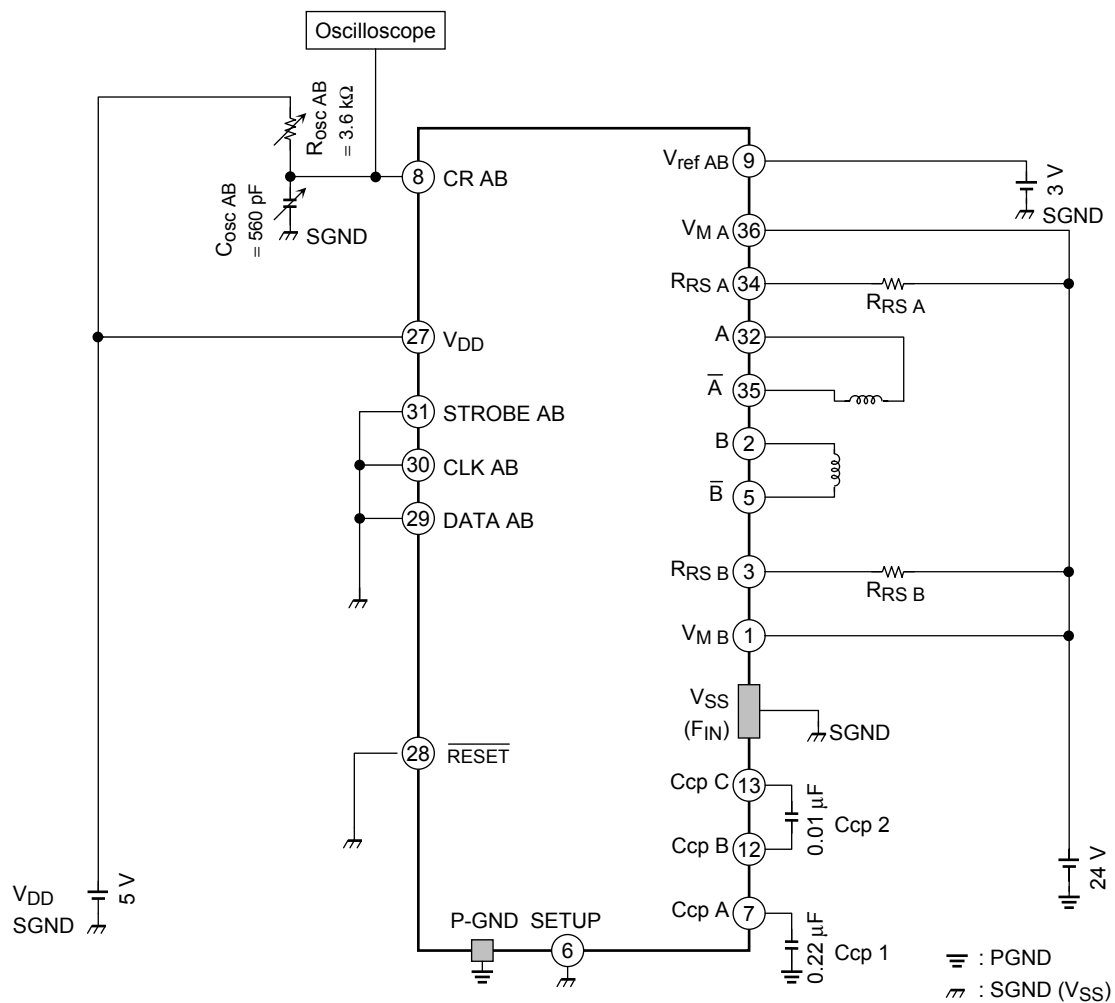 Oscilloscope
Rosc AB
= 3.6 kΩ
Cosc AB
= 560 pF
SGND
8 CR AB
Vref AB 9
3 V
SGND
VM A 36
RRS A 34
RRS A
27 VDD
A 32
A̅ 35
31 STROBE AB
30 CLK AB
29 DATA AB
B 2
B̅ 5
RRS B 3
RRS B
VM B 1
VSS
(FIN)
SGND
28 R̅E̅S̅E̅T̅
Ccp C 13
0.01 μF
Ccp 2
Ccp B 12
24 V
VDD
5 V
SGND
Ccp A 7
0.22 μF
Ccp 1
P-GND
SETUP
6
: PGND
: SGND (VSS)